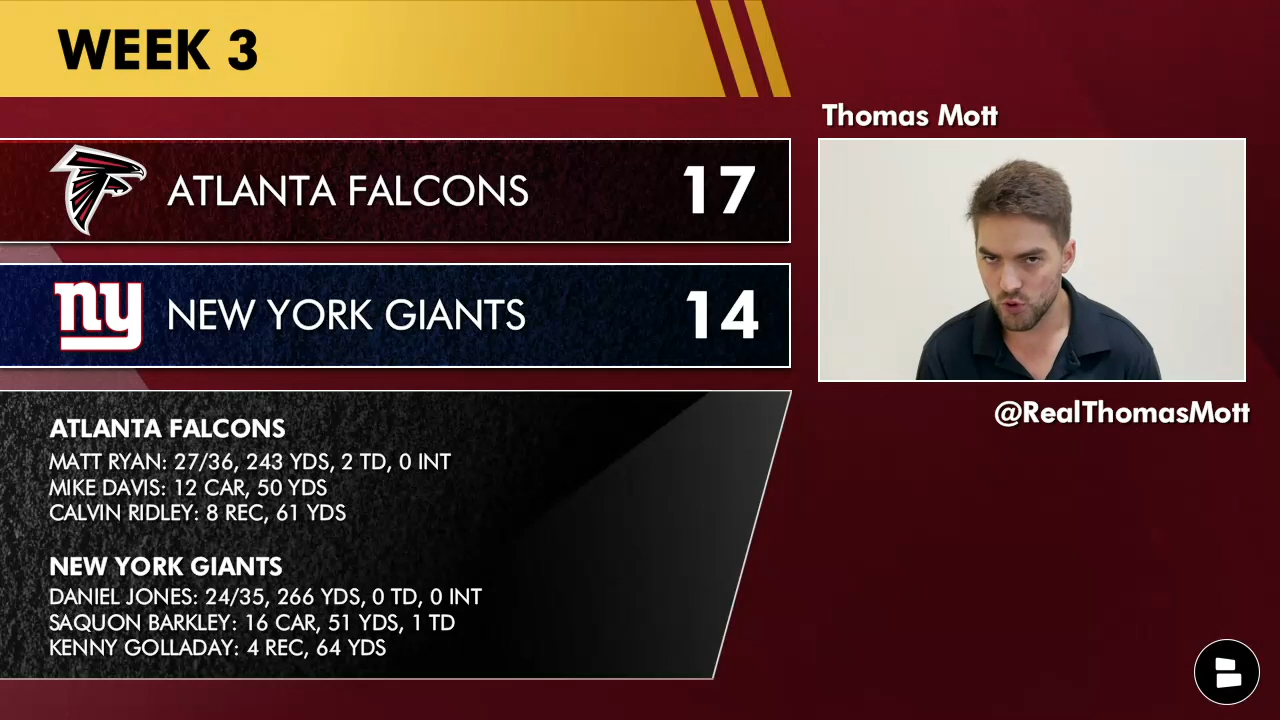 WEEK 3
Thomas Mott
ATLANTA FALCONS 17
ny NEW YORK GIANTS 14
@RealThomasMott
ATLANTA FALCONS
MATT RYAN: 27/36, 243 YDS, 2 TD, 0 INT
MIKE DAVIS: 12 CAR, 50 YDS
CALVIN RIDLEY: 8 REC, 61 YDS
NEW YORK GIANTS
DANIEL JONES: 24/35, 266 YDS, 0 TD, 0 INT
SAQUON BARKLEY: 16 CAR, 51 YDS, 1 TD
KENNY GOLLADAY: 4 REC, 64 YDS